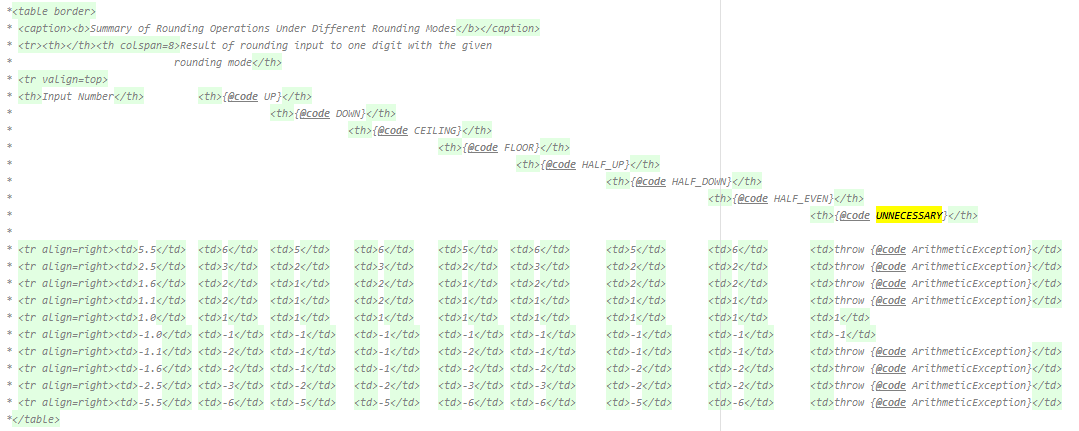 *<table border>
* <caption><b>Summary of Rounding Operations Under Different Rounding Modes</b></caption>
* <tr><th></th><th colspan=8>Result of rounding input to one digit with the given
* rounding mode</th>
* <tr valign=top>
* <th>Input Number</th> <th>{@code UP}</th>
* <th>{@code DOWN}</th>
* <th>{@code CEILING}</th>
* <th>{@code FLOOR}</th>
* <th>{@code HALF_UP}</th>
* <th>{@code HALF_DOWN}</th>
* <th>{@code HALF_EVEN}</th>
* <th>{@code UNNECESSARY}</th>
*
* <tr align=right><td>5.5</td> <td>6</td> <td>5</td> <td>6</td> <td>5</td> <td>6</td> <td>5</td> <td>6</td> <td>throw {@code ArithmeticException}</td>
* <tr align=right><td>2.5</td> <td>3</td> <td>2</td> <td>3</td> <td>2</td> <td>3</td> <td>2</td> <td>2</td> <td>throw {@code ArithmeticException}</td>
* <tr align=right><td>1.6</td> <td>2</td> <td>1</td> <td>2</td> <td>1</td> <td>2</td> <td>2</td> <td>2</td> <td>throw {@code ArithmeticException}</td>
* <tr align=right><td>1.1</td> <td>2</td> <td>1</td> <td>2</td> <td>1</td> <td>1</td> <td>1</td> <td>1</td> <td>throw {@code ArithmeticException}</td>
* <tr align=right><td>1.0</td> <td>1</td> <td>1</td> <td>1</td> <td>1</td> <td>1</td> <td>1</td> <td>1</td> <td>1</td>
* <tr align=right><td>-1.0</td> <td>-1</td> <td>-1</td> <td>-1</td> <td>-1</td> <td>-1</td> <td>-1</td> <td>-1</td> <td>-1</td>
* <tr align=right><td>-1.1</td> <td>-2</td> <td>-1</td> <td>-1</td> <td>-2</td> <td>-1</td> <td>-1</td> <td>-1</td> <td>throw {@code ArithmeticException}</td>
* <tr align=right><td>-1.6</td> <td>-2</td> <td>-1</td> <td>-1</td> <td>-2</td> <td>-2</td> <td>-2</td> <td>-2</td> <td>throw {@code ArithmeticException}</td>
* <tr align=right><td>-2.5</td> <td>-3</td> <td>-2</td> <td>-2</td> <td>-3</td> <td>-3</td> <td>-2</td> <td>-2</td> <td>throw {@code ArithmeticException}</td>
* <tr align=right><td>-5.5</td> <td>-6</td> <td>-5</td> <td>-5</td> <td>-6</td> <td>-6</td> <td>-5</td> <td>-6</td> <td>throw {@code ArithmeticException}</td>
*</table>